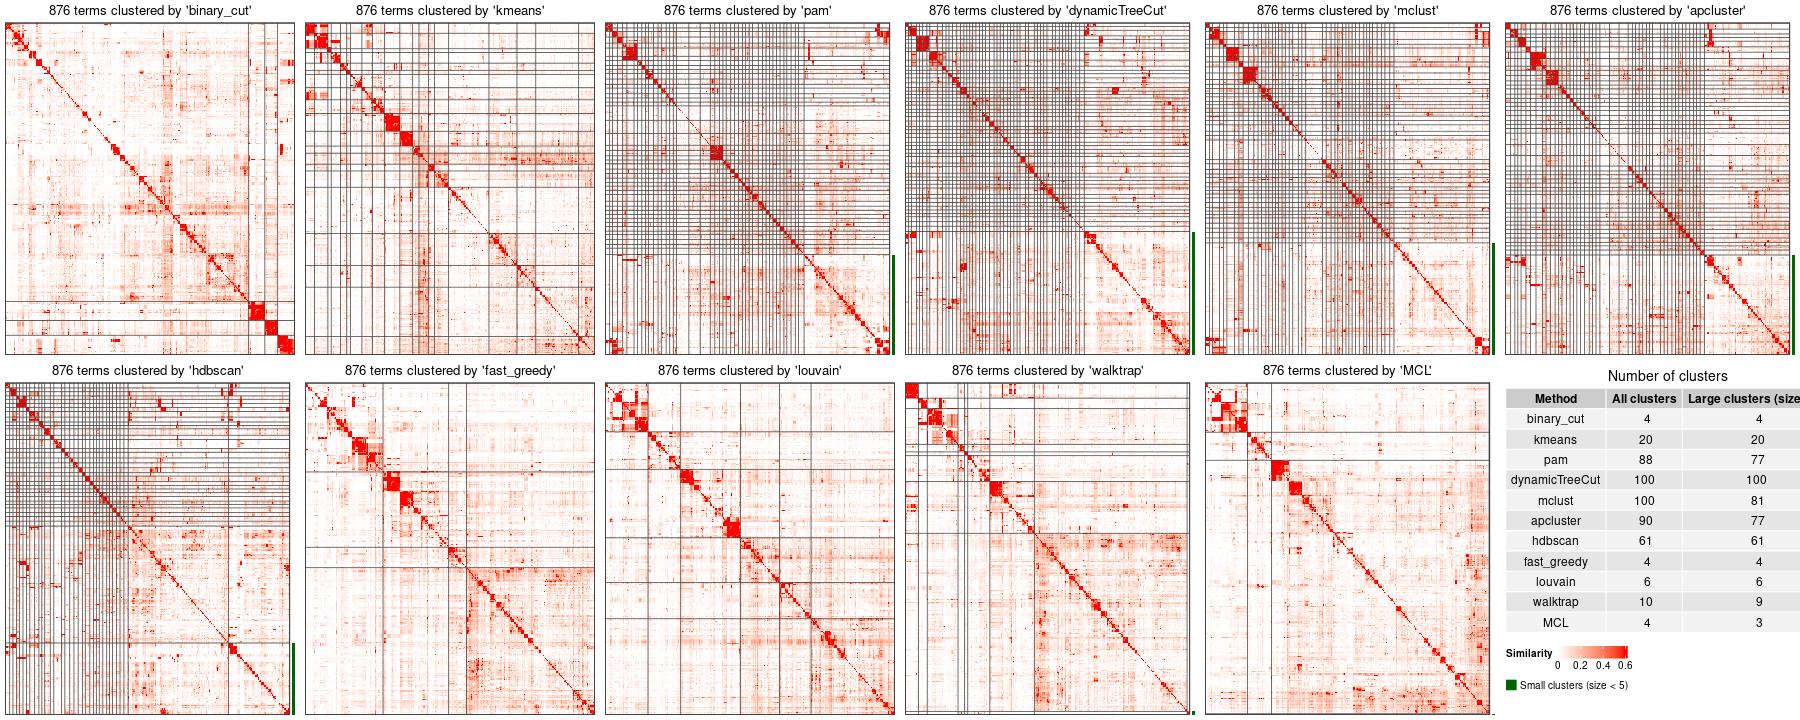 876 terms clustered by 'binary_cut'
876 terms clustered by 'kmeans'
876 terms clustered by 'pam'
876 terms clustered by 'dynamicTreeCut'
876 terms clustered by 'mclust'
876 terms clustered by 'apcluster'
876 terms clustered by 'hdbscan'
876 terms clustered by 'fast_greedy'
876 terms clustered by 'louvain'
876 terms clustered by 'walktrap'
876 terms clustered by 'MCL'
Number of clusters
Method All clusters Large clusters (size
binary_cut 4 4
kmeans 20 20
pam 88 77
dynamicTreeCut 100 100
mclust 100 81
apcluster 90 77
hdbscan 61 61
fast_greedy 4 4
louvain 6 6
walktrap 10 9
MCL 4 3
Similarity
0 0.2 0.4 0.6
Small clusters (size < 5)